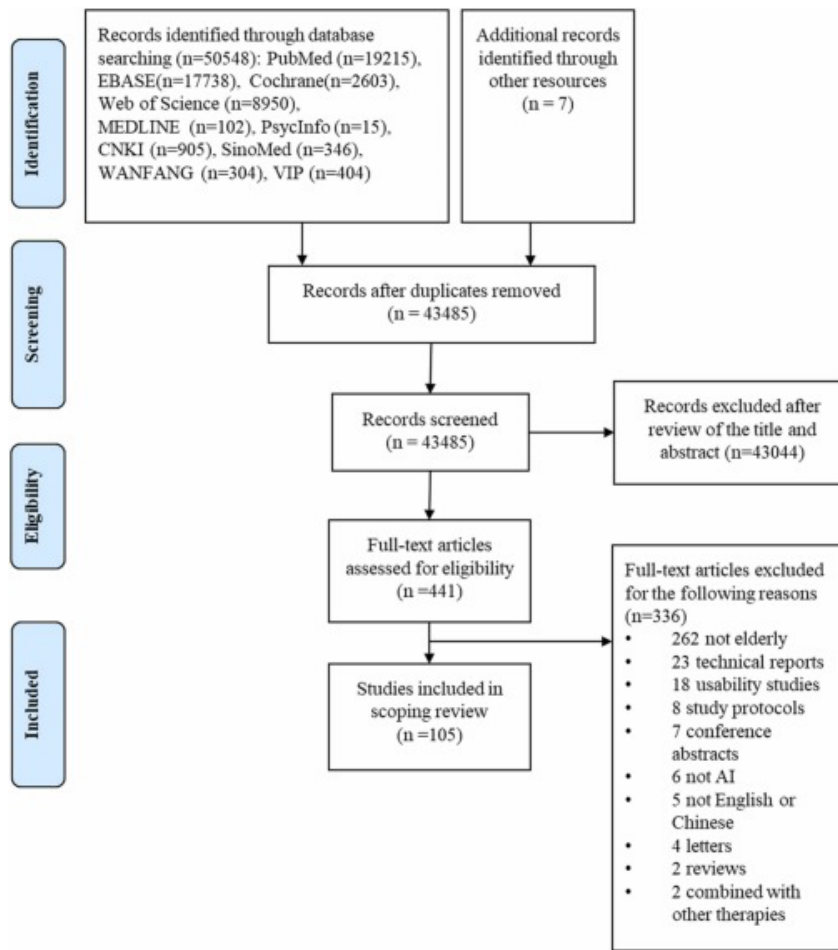 Identification
Records identified through database
searching (n=50548): PubMed (n=19215),
EBASE(n=17738), Cochrane(n=2603),
Web of Science (n=8950),
MEDLINE (n=102), PsycInfo (n=15),
CNKI (n=905), SinoMed (n=346),
WANFANG (n=304), VIP (n=404)
Additional records
identified through
other resources
(n = 7)
Screening
Records after duplicates removed
(n = 43485)
Records screened
(n = 43485)
Records excluded after
review of the title and
abstract (n=43044)
Eligibility
Full-text articles
assessed for eligibility
(n =441)
Full-text articles excluded
for the following reasons
(n=336)
• 262 not elderly
• 23 technical reports
• 18 usability studies
• 8 study protocols
• 7 conference
abstracts
• 6 not AI
• 5 not English or
Chinese
• 4 letters
• 2 reviews
• 2 combined with
other therapies
Included
Studies included in
scoping review
(n =105)